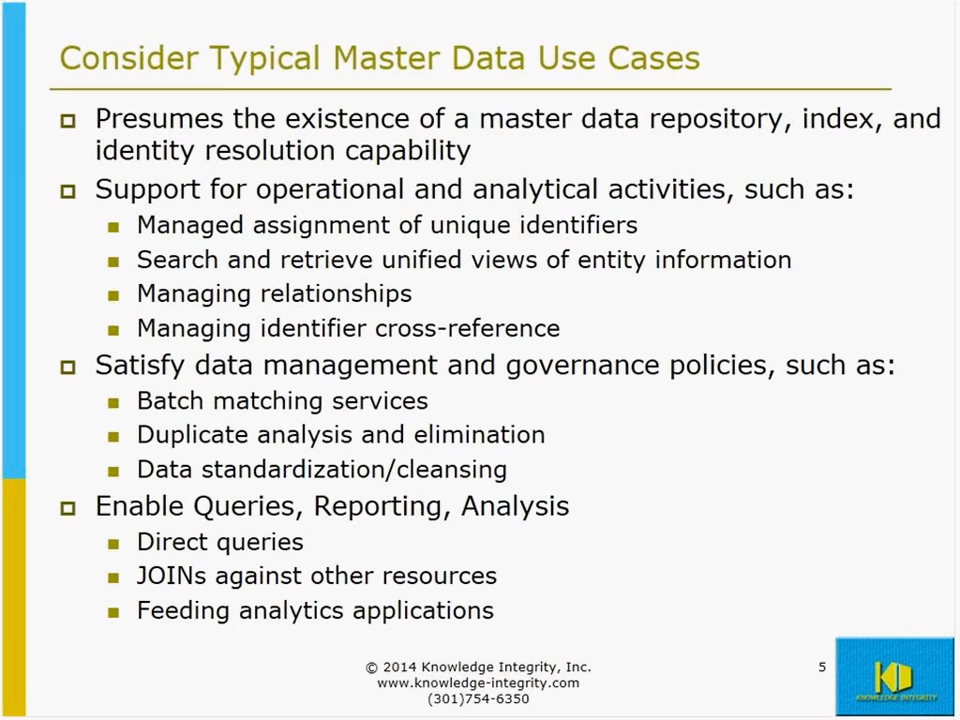 Consider Typical Master Data Use Cases
Presumes the existence of a master data repository, index, and
identity resolution capability
Support for operational and analytical activities, such as:
Managed assignment of unique identifiers
Search and retrieve unified views of entity information
Managing relationships
Managing identifier cross-reference
Satisfy data management and governance policies, such as:
Batch matching services
Duplicate analysis and elimination
Data standardization/cleansing
Enable Queries, Reporting, Analysis
Direct queries
JOINs against other resources
Feeding analytics applications
© 2014 Knowledge Integrity, Inc.
www.knowledge-integrity.com
(301)754-6350
5
KNOWLEDGE INTEGRITY